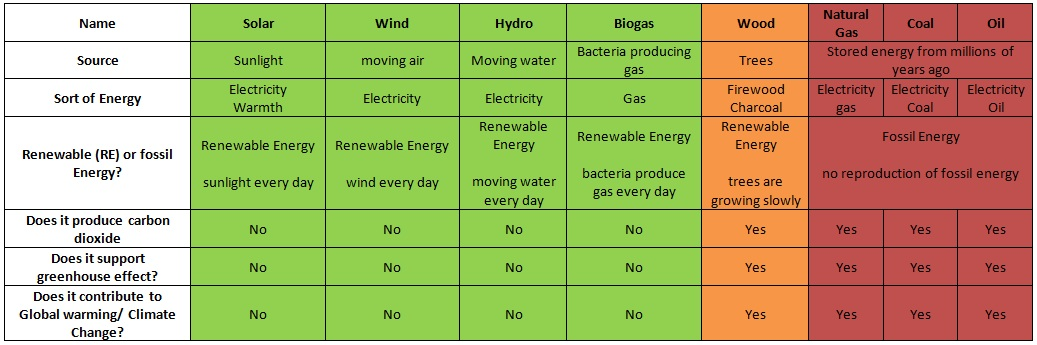 Name Solar Wind Hydro Biogas Wood Natural Gas Coal Oil
Source Sunlight moving air Moving water Bacteria producing gas Trees Stored energy from millions of years ago
Sort of Energy Electricity Warmth Electricity Electricity Gas Firewood Charcoal Electricity gas Electricity Coal Electricity Oil
Renewable (RE) or fossil Energy? Renewable Energy sunlight every day Renewable Energy wind every day Renewable Energy moving water every day Renewable Energy bacteria produce gas every day Renewable Energy trees are growing slowly Fossil Energy no reproduction of fossil energy
Does it produce carbon dioxide No No No No Yes Yes Yes Yes
Does it support greenhouse effect? No No No No Yes Yes Yes Yes
Does it contribute to Global warming/ Climate Change? No No No No Yes Yes Yes Yes